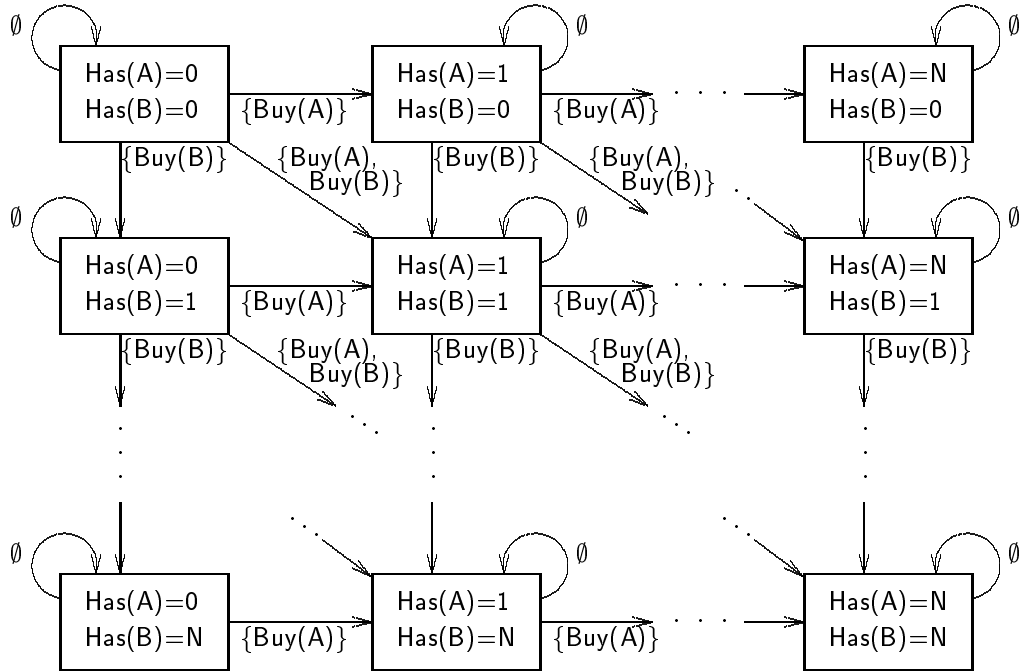 ∅
∅
∅
Has(A)=0
Has(B)=0
{Buy(A)}
Has(A)=1
Has(B)=0
{Buy(A)}
. . .
Has(A)=N
Has(B)=0
{Buy(B)}
{Buy(A),
Buy(B)}
{Buy(B)}
{Buy(A),
Buy(B)}
{Buy(B)}
∅
∅
∅
Has(A)=0
Has(B)=1
{Buy(A)}
Has(A)=1
Has(B)=1
{Buy(A)}
. . .
Has(A)=N
Has(B)=1
{Buy(B)}
{Buy(A),
Buy(B)}
{Buy(B)}
{Buy(A),
Buy(B)}
{Buy(B)}
∅
∅
∅
Has(A)=0
Has(B)=N
{Buy(A)}
Has(A)=1
Has(B)=N
{Buy(A)}
. . .
Has(A)=N
Has(B)=N